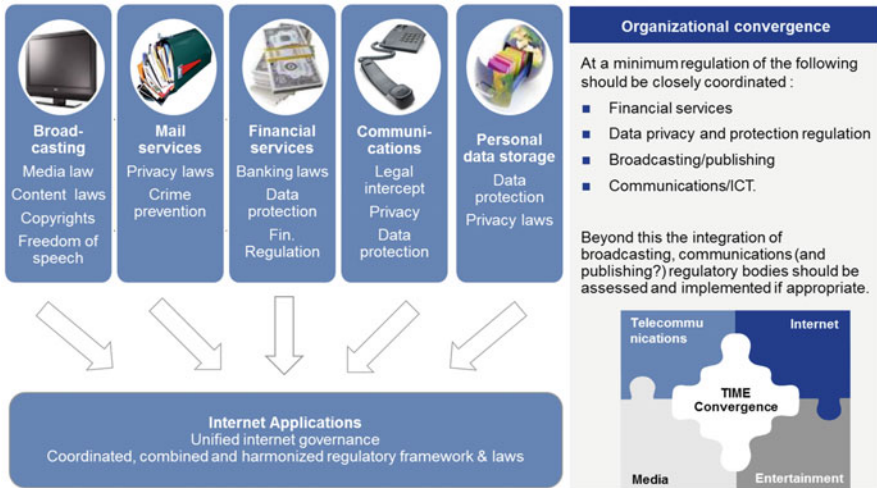 Broad-
casting
Media law
Content laws
Copyrights
Freedom of
speech
Mail
services
Privacy laws
Crime
prevention
Financial
services
Banking laws
Data
protection
Fin.
Regulation
Communi-
cations
Legal
intercept
Privacy
Data
protection
Personal
data storage
Data
protection
Privacy laws
Internet Applications
Unified internet governance
Coordinated, combined and harmonized regulatory framework & laws
Organizational convergence
At a minimum regulation of the following
should be closely coordinated :
■ Financial services
■ Data privacy and protection regulation
■ Broadcasting/publishing
■ Communications/ICT.
Beyond this the integration of
broadcasting, communications (and
publishing?) regulatory bodies should be
assessed and implemented if appropriate.
Telecommu
nications
Internet
TIME
Convergence
Media
Entertainment